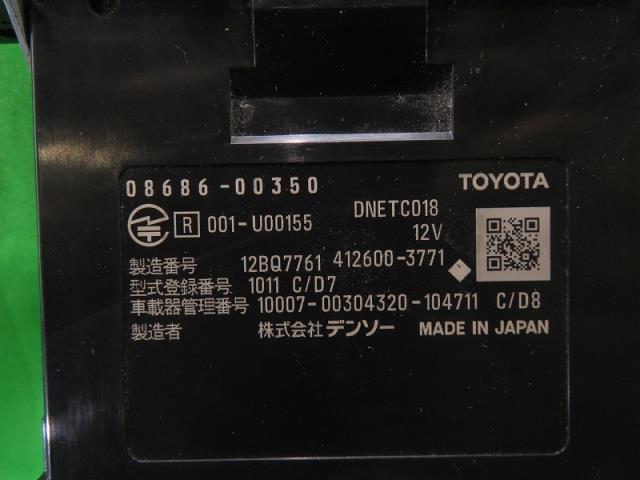 08686-00350 TOYOTA
R 001-U00155 DNETC018
12V
製造番号 12BQ7761 412600-3771
型式登録番号 1011 C/D7
車載器管理番号 10007-00304320-104711 C/D8
製造者 株式会社デンソー MADE IN JAPAN